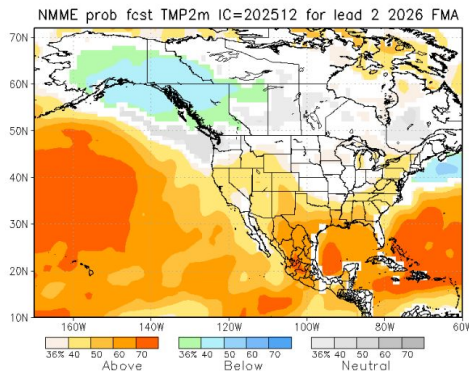 NMME prob fcst TMP2m IC=202512 for lead 2 2026 FMA
70N
60N
50N
40N
30N
20N
10N
160W 140W 120W 100W 80W 60W
36% 40 50 60 70 36% 40 50 60 70 36% 40 50 60 70
Above Below Neutral